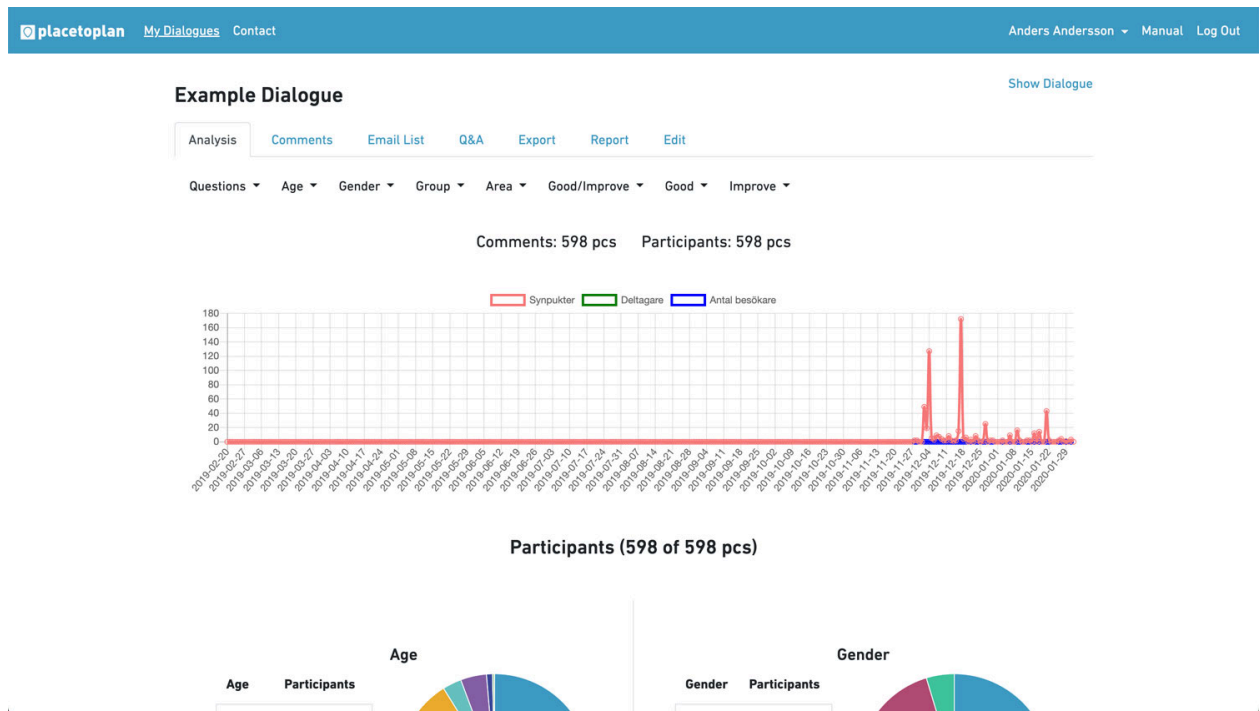 placetoplan My Dialogues Contact Anders Andersson Manual Log Out
Show Dialogue
Example Dialogue
Analysis Comments Email List Q&A Export Report Edit
Questions Age Gender Group Area Good/Improve Good Improve
Comments: 598 pcs Participants: 598 pcs
Synpukter Deltagare Antal besökare
180
160
140
120
100
80
60
40
20
0
2019-02-20 2019-02-27 2019-03-06 2019-03-13 2019-03-20 2019-03-27 2019-04-03 2019-04-10 2019-04-17 2019-04-24 2019-05-01 2019-05-08 2019-05-15 2019-05-22 2019-05-29 2019-06-05 2019-06-12 2019-06-19 2019-06-26 2019-07-03 2019-07-10 2019-07-17 2019-07-24 2019-07-31 2019-08-07 2019-08-14 2019-08-21 2019-08-28 2019-09-04 2019-09-11 2019-09-18 2019-09-25 2019-10-02 2019-10-09 2019-10-16 2019-10-23 2019-10-30 2019-11-06 2019-11-13 2019-11-20 2019-11-27 2019-12-04 2019-12-11 2019-12-18 2019-12-25 2020-01-01 2020-01-08 2020-01-15 2020-01-22 2020-01-29
Participants (598 of 598 pcs)
Age
Age Participants
Gender
Gender Participants